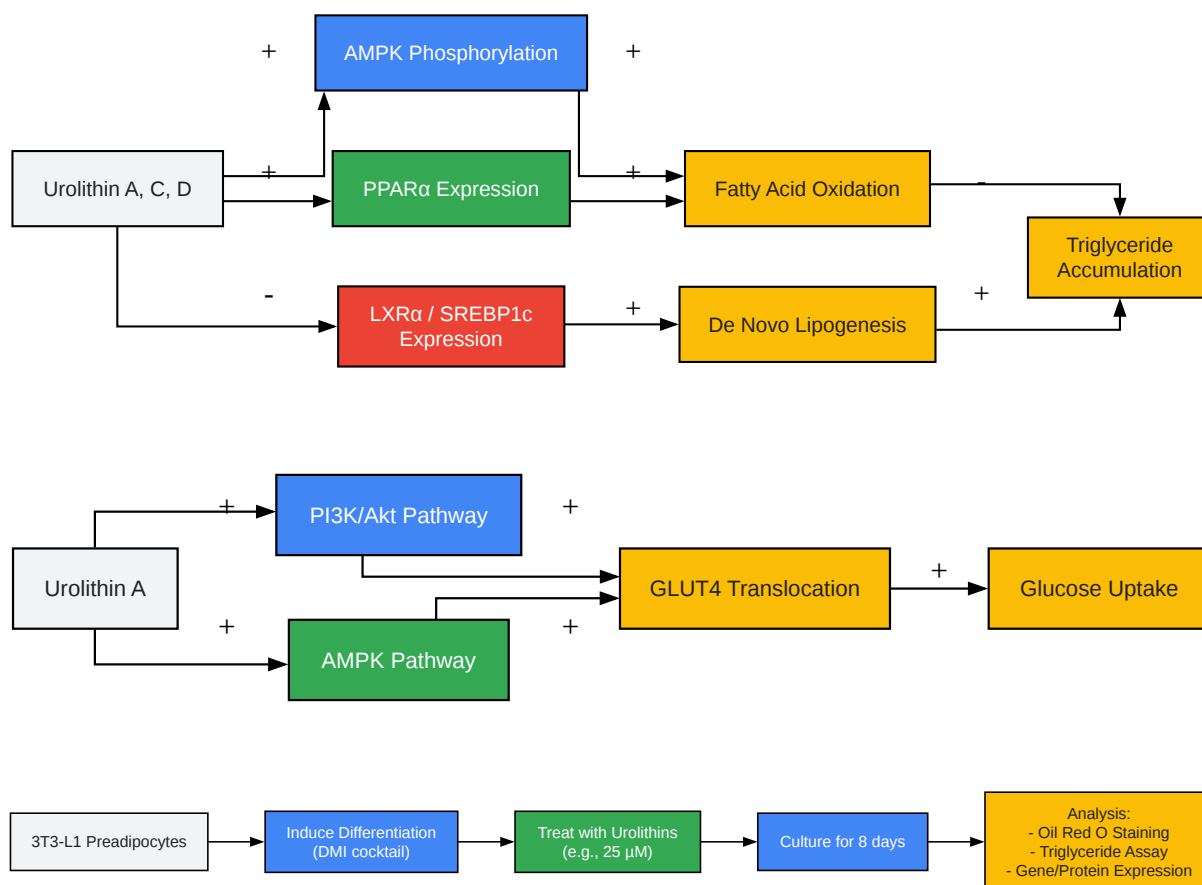 +
AMPK Phosphorylation
+
Urolithin A, C, D
+
PPARα Expression
+
Fatty Acid Oxidation
-
Triglyceride
Accumulation
-
LXRα / SREBP1c
Expression
+
De Novo Lipogenesis
+
+
PI3K/Akt Pathway
+
Urolithin A
GLUT4 Translocation
+
Glucose Uptake
+
AMPK Pathway
+
3T3-L1 Preadipocytes
Induce Differentiation
(DMI cocktail)
Treat with Urolithins
(e.g., 25 µM)
Culture for 8 days
Analysis:
- Oil Red O Staining
- Triglyceride Assay
- Gene/Protein Expression